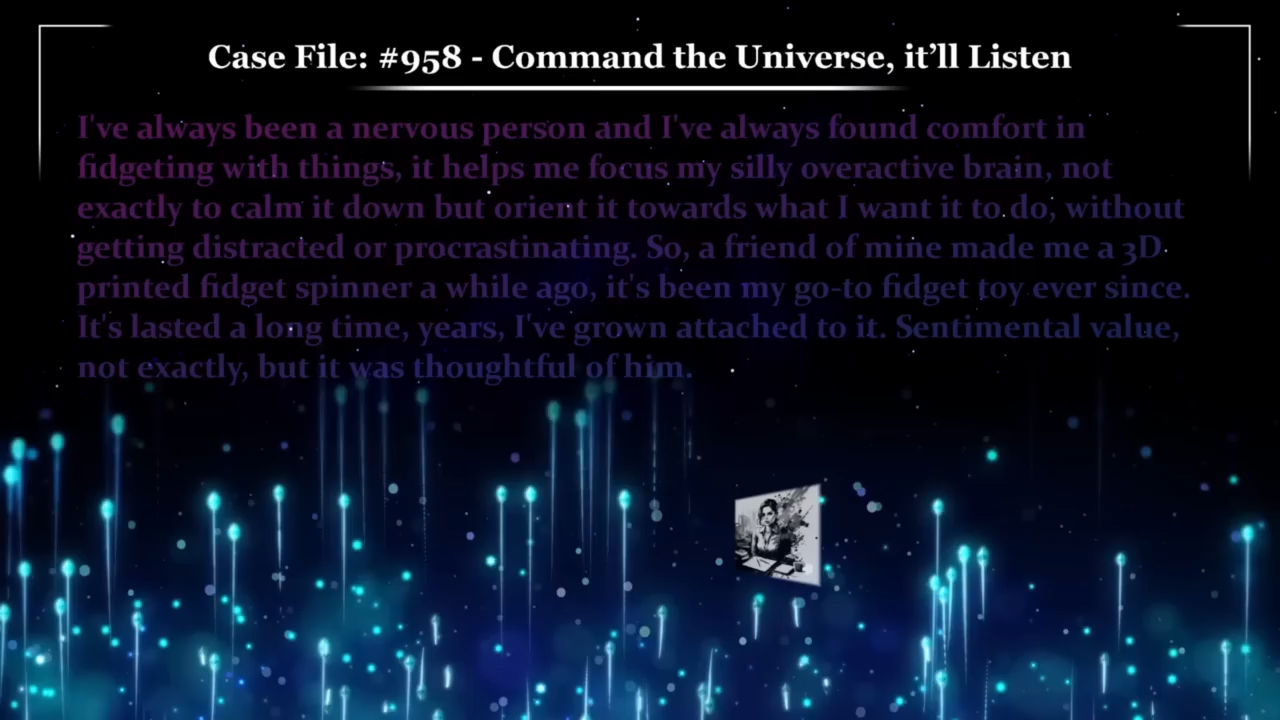 Case File: #958 - Command the Universe, it’ll Listen
I've always been a nervous person and I've always found comfort in
fidgeting with things, it helps me focus my silly overactive brain, not
exactly to calm it down but orient it towards what I want it to do, without
getting distracted or procrastinating. So, a friend of mine made me a 3D
printed fidget spinner a while ago, it's been my go-to fidget toy ever since.
It's lasted a long time, years, I've grown attached to it. Sentimental value,
not exactly, but it was thoughtful of him.